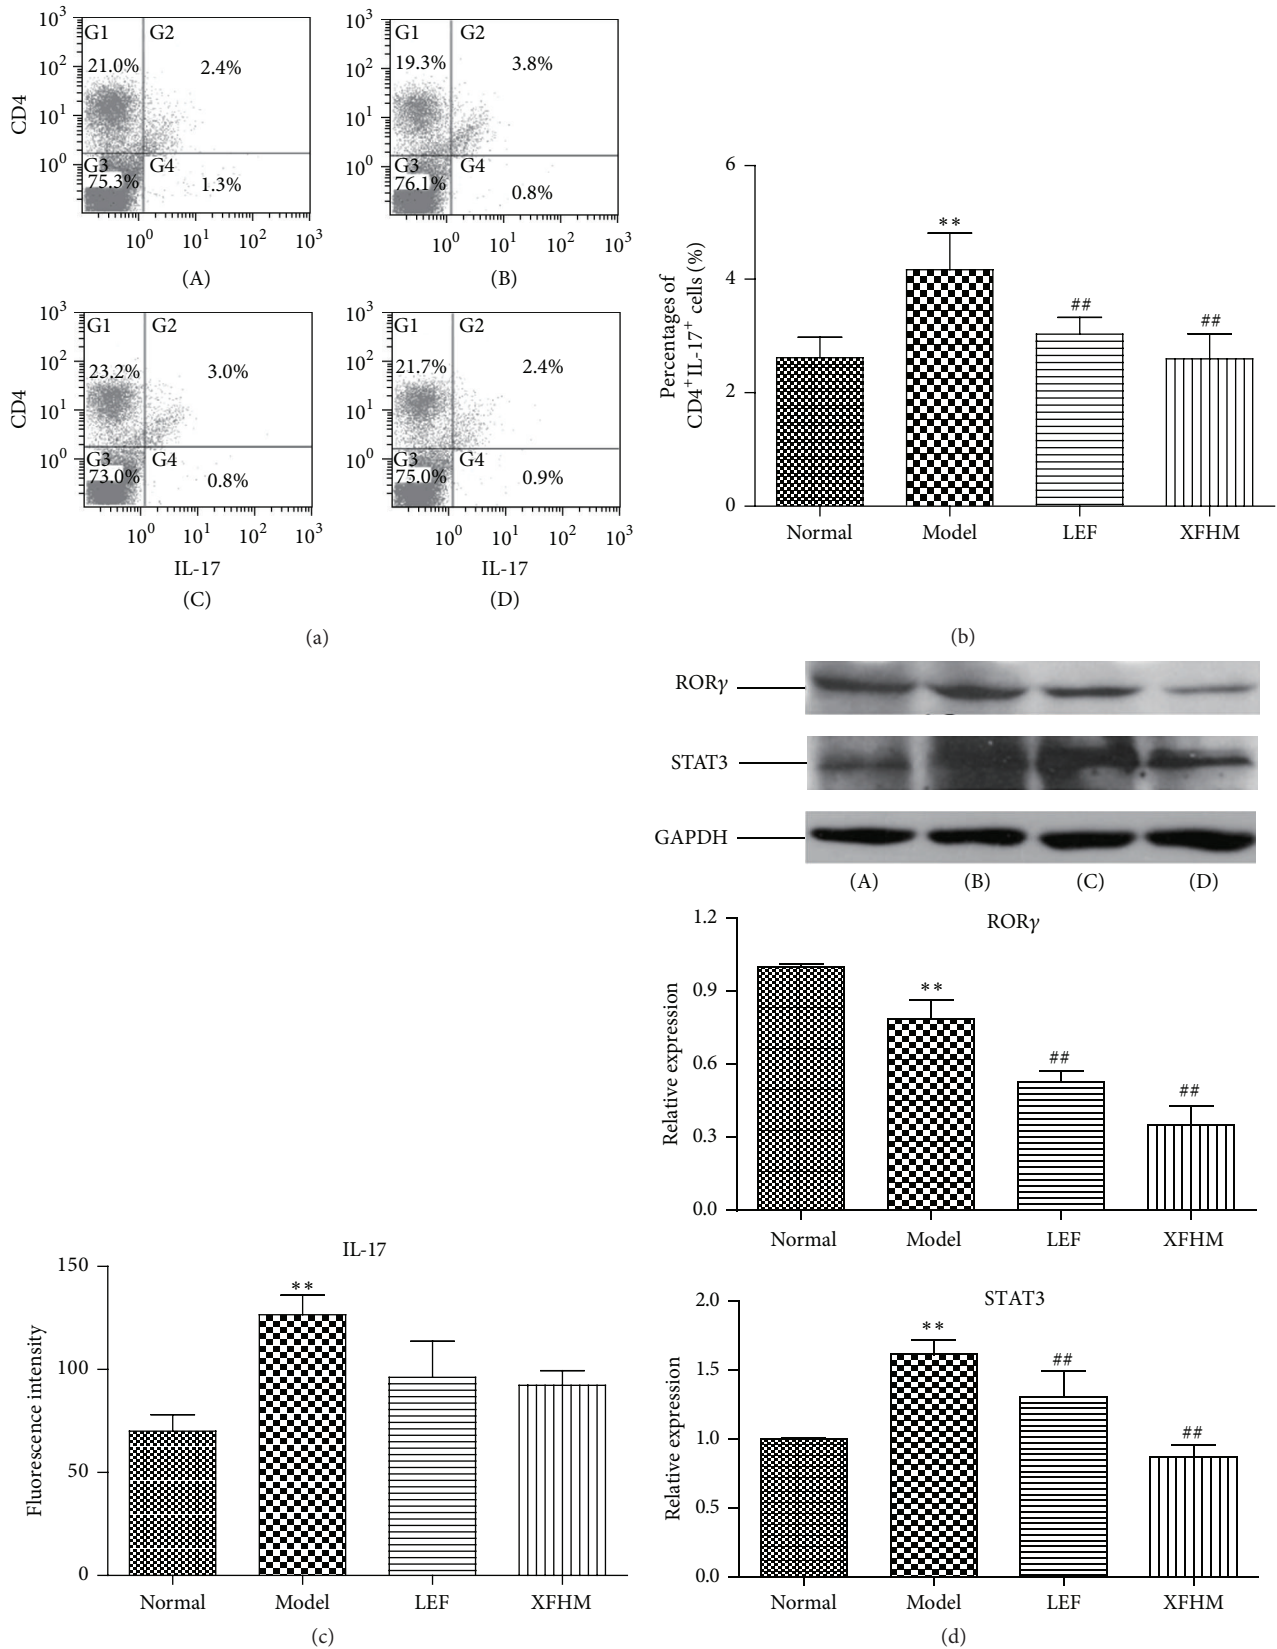 10³
10²
10¹
10⁰
CD4
G1
G2
21.0%
2.4%
G3
G4
75.3%
1.3%
10⁰ 10¹ 10² 10³
(A)
10³
10²
10¹
10⁰
G1
G2
19.3%
3.8%
G3
G4
76.1%
0.8%
10⁰ 10¹ 10² 10³
(B)
10³
10²
10¹
10⁰
CD4
G1
G2
23.2%
3.0%
G3
G4
73.0%
0.8%
10⁰ 10¹ 10² 10³
IL-17
(C)
10³
10²
10¹
10⁰
G1
G2
21.7%
2.4%
G3
G4
75.0%
0.9%
10⁰ 10¹ 10² 10³
IL-17
(D)
(a)
Percentages of
CD4⁺IL-17⁺ cells (%)
6
4
2
0
**
##
##
Normal Model LEF XFHM
(b)
IL-17
Fluorescence intensity
150
100
50
0
**
Normal Model LEF XFHM
(c)
RORγ
STAT3
GAPDH
(A) (B) (C) (D)
RORγ
Relative expression
1.2
0.9
0.6
0.3
0.0
**
##
##
Normal Model LEF XFHM
STAT3
Relative expression
2.0
1.5
1.0
0.5
0.0
**
##
##
Normal Model LEF XFHM
(d)